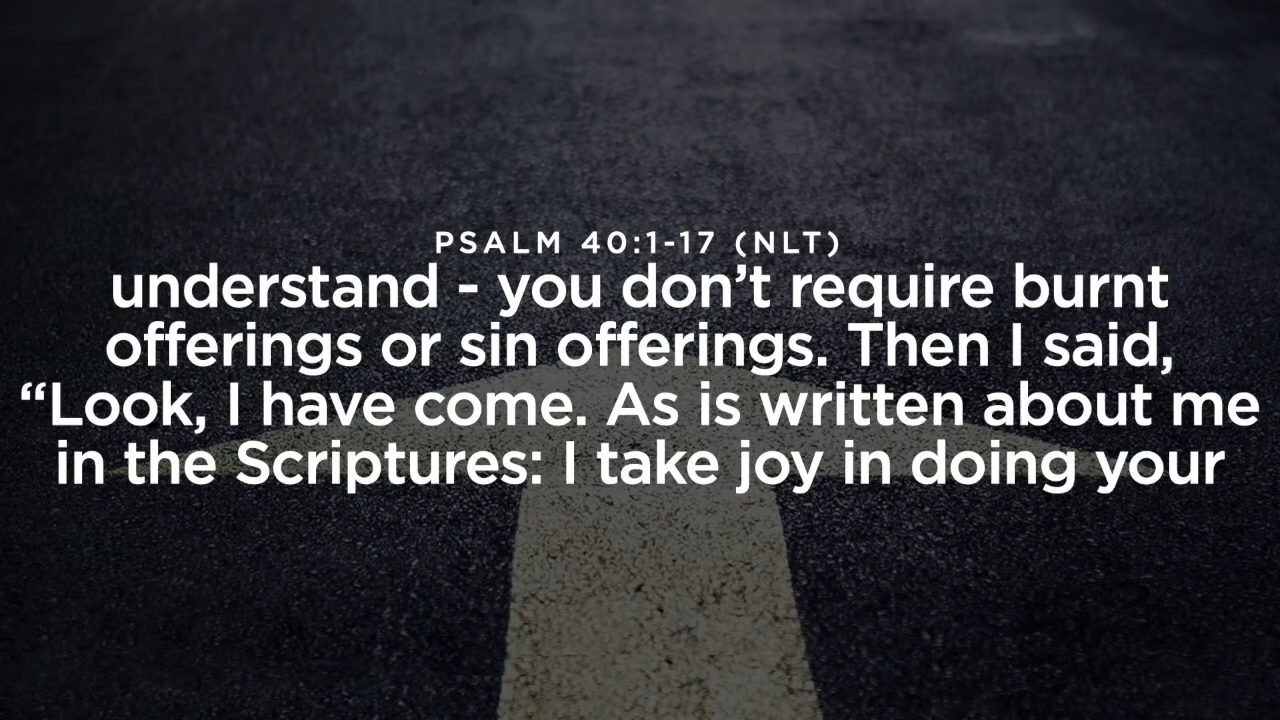 PSALM 40:1-17 (NLT)
understand - you don’t require burnt
offerings or sin offerings. Then I said,
“Look, I have come. As is written about me
in the Scriptures: I take joy in doing your